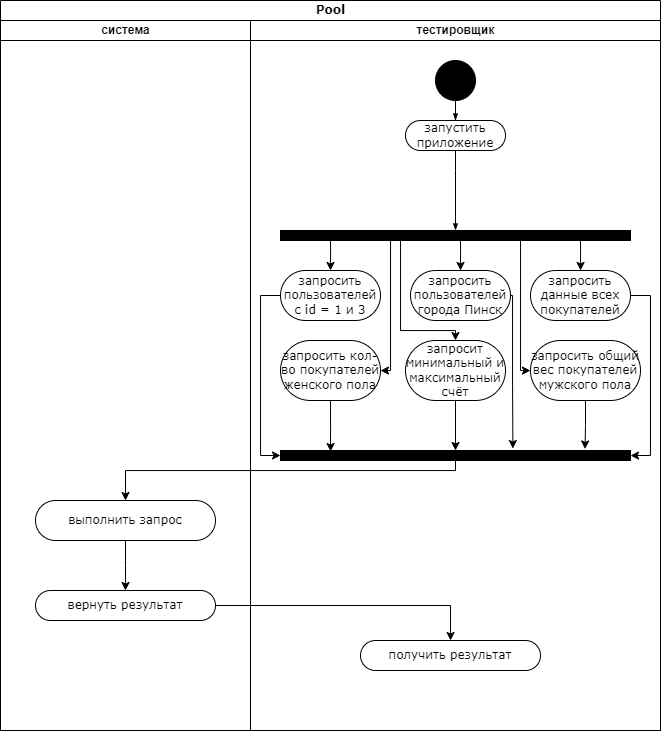 Pool
система
тестировщик
запустить
приложение
запросить
пользователей
с id = 1 и 3
запросить
пользователей
города Пинск
запросить
данные всех
покупателей
запросить кол-
во покупателей
женского пола
запросит
минимальный и
максимальный
счёт
запросить общий
вес покупателей
мужского пола
выполнить запрос
вернуть результат
получить результат